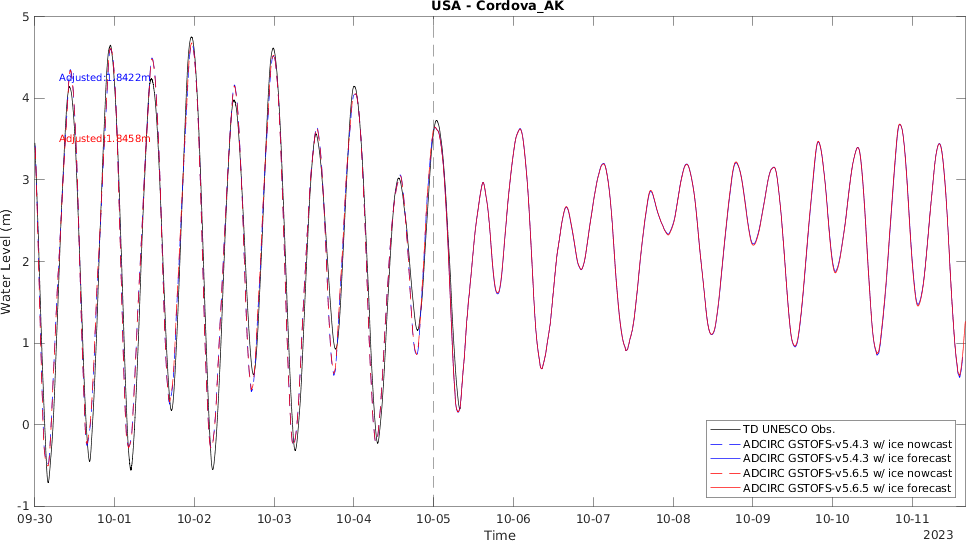 USA - Cordova_AK
5
4
3
2
1
0
-1
Water Level (m)
Adjusted:1.8422m
Adjusted:1.8458m
TD UNESCO Obs.
ADCIRC GSTOFS-v5.4.3 w/ ice nowcast
ADCIRC GSTOFS-v5.4.3 w/ ice forecast
ADCIRC GSTOFS-v5.6.5 w/ ice nowcast
ADCIRC GSTOFS-v5.6.5 w/ ice forecast
09-30 10-01 10-02 10-03 10-04 10-05 10-06 10-07 10-08 10-09 10-10 10-11
Time
2023